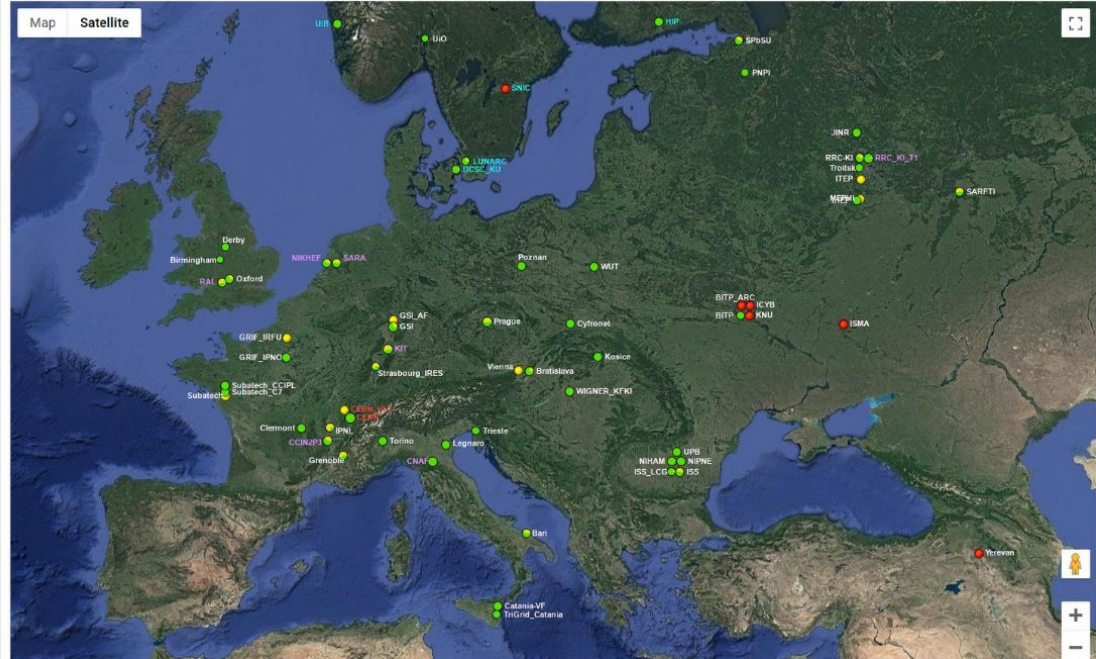 Map Satellite
UiB
HIP
UiO
SPbSU
PNPI
SNIC
JINR
LUNARC
DCSC_KU
RRC-KI
RRC_KI_T1
Troitsk
ITEP
SARFTI
MEPHI
Derby
Birmingham
NIKHEF
SARA
Poznan
WUT
RAL
Oxford
BITP_ARC
ICYB
BITP
KNU
ISMA
GSI_AF
GSI
Prague
Cyfronet
GRIF_IRFU
KIT
GRIF_IPNO
Kosice
Strasbourg_IRES
Vienna
Bratislava
Subatech_CCIPL
Subatech_C7
Subatech
WIGNER_KFKI
CERN
Clermont
IPNL
Trieste
CCIN2P3
Torino
Legnaro
UPB
Grenoble
CNAF
NIHAM
NIPNE
ISS_LCG
ISS
Bari
Yerevan
Catania-VF
TriGrid_Catania